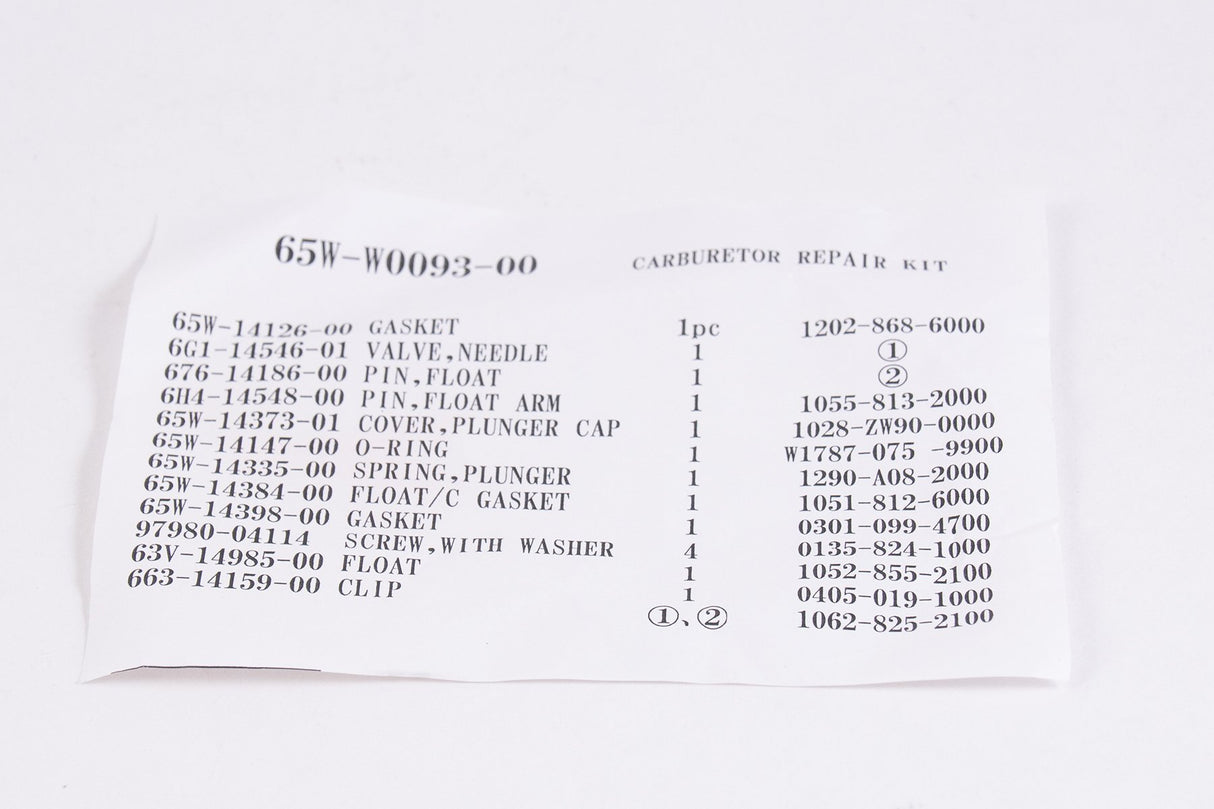 65W-W0093-00 CARBURETOR REPAIR KIT
65W-14126-00 GASKET 1pc 1202-868-6000
6G1-14546-01 VALVE,NEEDLE 1 ①
676-14186-00 PIN,FLOAT 1 ②
6H4-14548-00 PIN,FLOAT ARM 1 1055-813-2000
65W-14373-01 COVER,PLUNGER CAP 1 1028-ZW90-0000
65W-14147-00 O-RING 1 W1787-075 -9900
65W-14335-00 SPRING,PLUNGER 1 1290-A08-2000
65W-14384-00 FLOAT/C GASKET 1 1051-812-6000
65W-14398-00 GASKET 1 0301-099-4700
97980-04114 SCREW,WITH WASHER 4 0135-824-1000
63V-14985-00 FLOAT 1 1052-855-2100
663-14159-00 CLIP 1 0405-019-1000
①、② 1062-825-2100